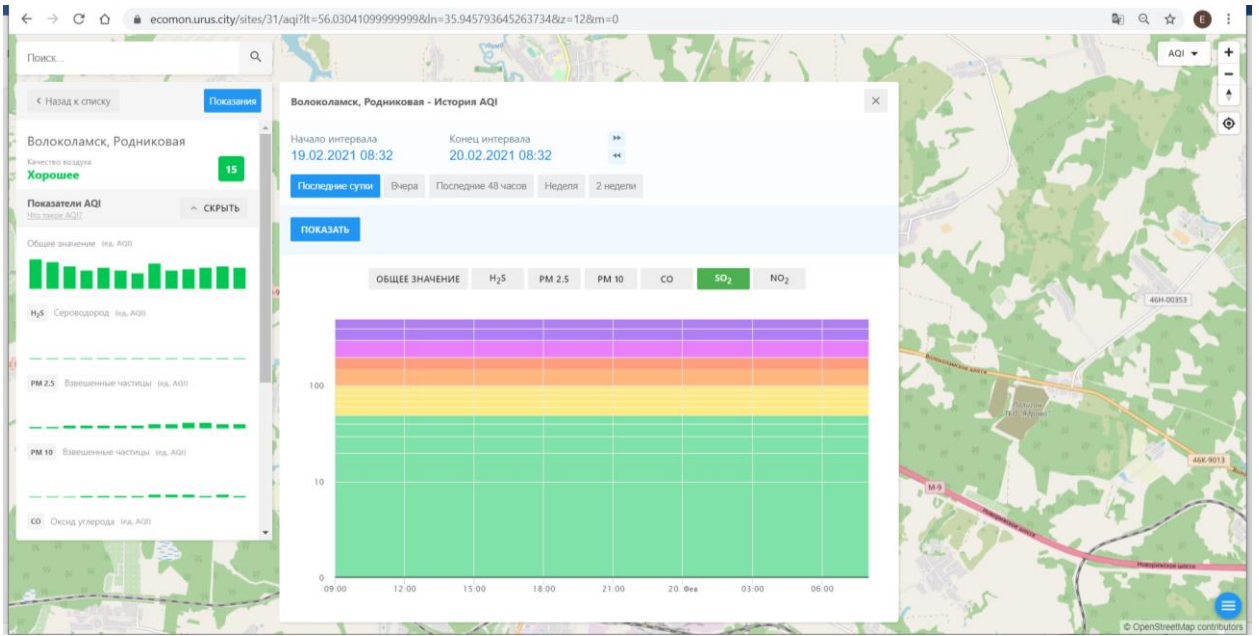 ecomon.urus.city/sites/31/aqi?lt=56.03041099999999&ln=35.945793645263734&z=12&m=0
E
Поиск...
AQI
+
−
< Назад к списку
Показания
Волоколамск, Родниковая
Качество воздуха
Хорошее
15
Показатели AQI
Что такое AQI?
СКРЫТЬ
Общее значение (ед. AQI)
H₂S Сероводород (ед. AQI)
PM 2.5 Взвешенные частицы (ед. AQI)
PM 10 Взвешенные частицы (ед. AQI)
CO Оксид углерода (ед. AQI)
Волоколамск, Родниковая - История AQI
Начало интервала
Конец интервала
19.02.2021 08:32
20.02.2021 08:32
Последние сутки
Вчера
Последние 48 часов
Неделя
2 недели
ПОКАЗАТЬ
ОБЩЕЕ ЗНАЧЕНИЕ
H₂S
PM 2.5
PM 10
CO
SO₂
NO₂
100
10
0
09:00 12:00 15:00 18:00 21:00 20. Фев 03:00 06:00
46Н-00353
Волоколамское шоссе
46К-9013
М-9
Новорижское шоссе
Новорижское шоссе
© OpenStreetMap contributors